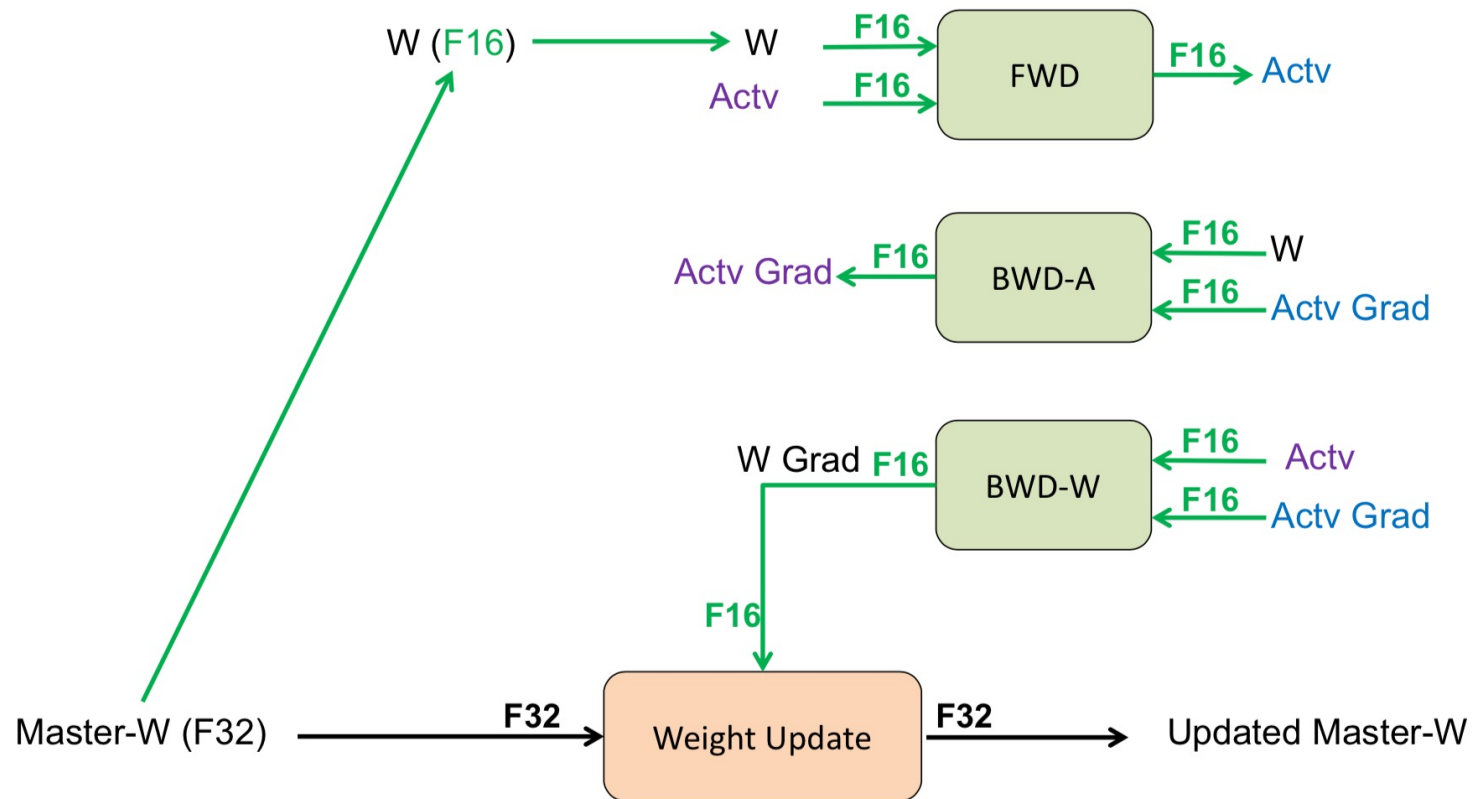 W (F16)
W
F16
Actv
F16
FWD
F16
Actv
Actv Grad
F16
BWD-A
F16
W
F16
Actv Grad
W Grad
F16
BWD-W
F16
Actv
F16
Actv Grad
F16
Master-W (F32)
F32
Weight Update
F32
Updated Master-W